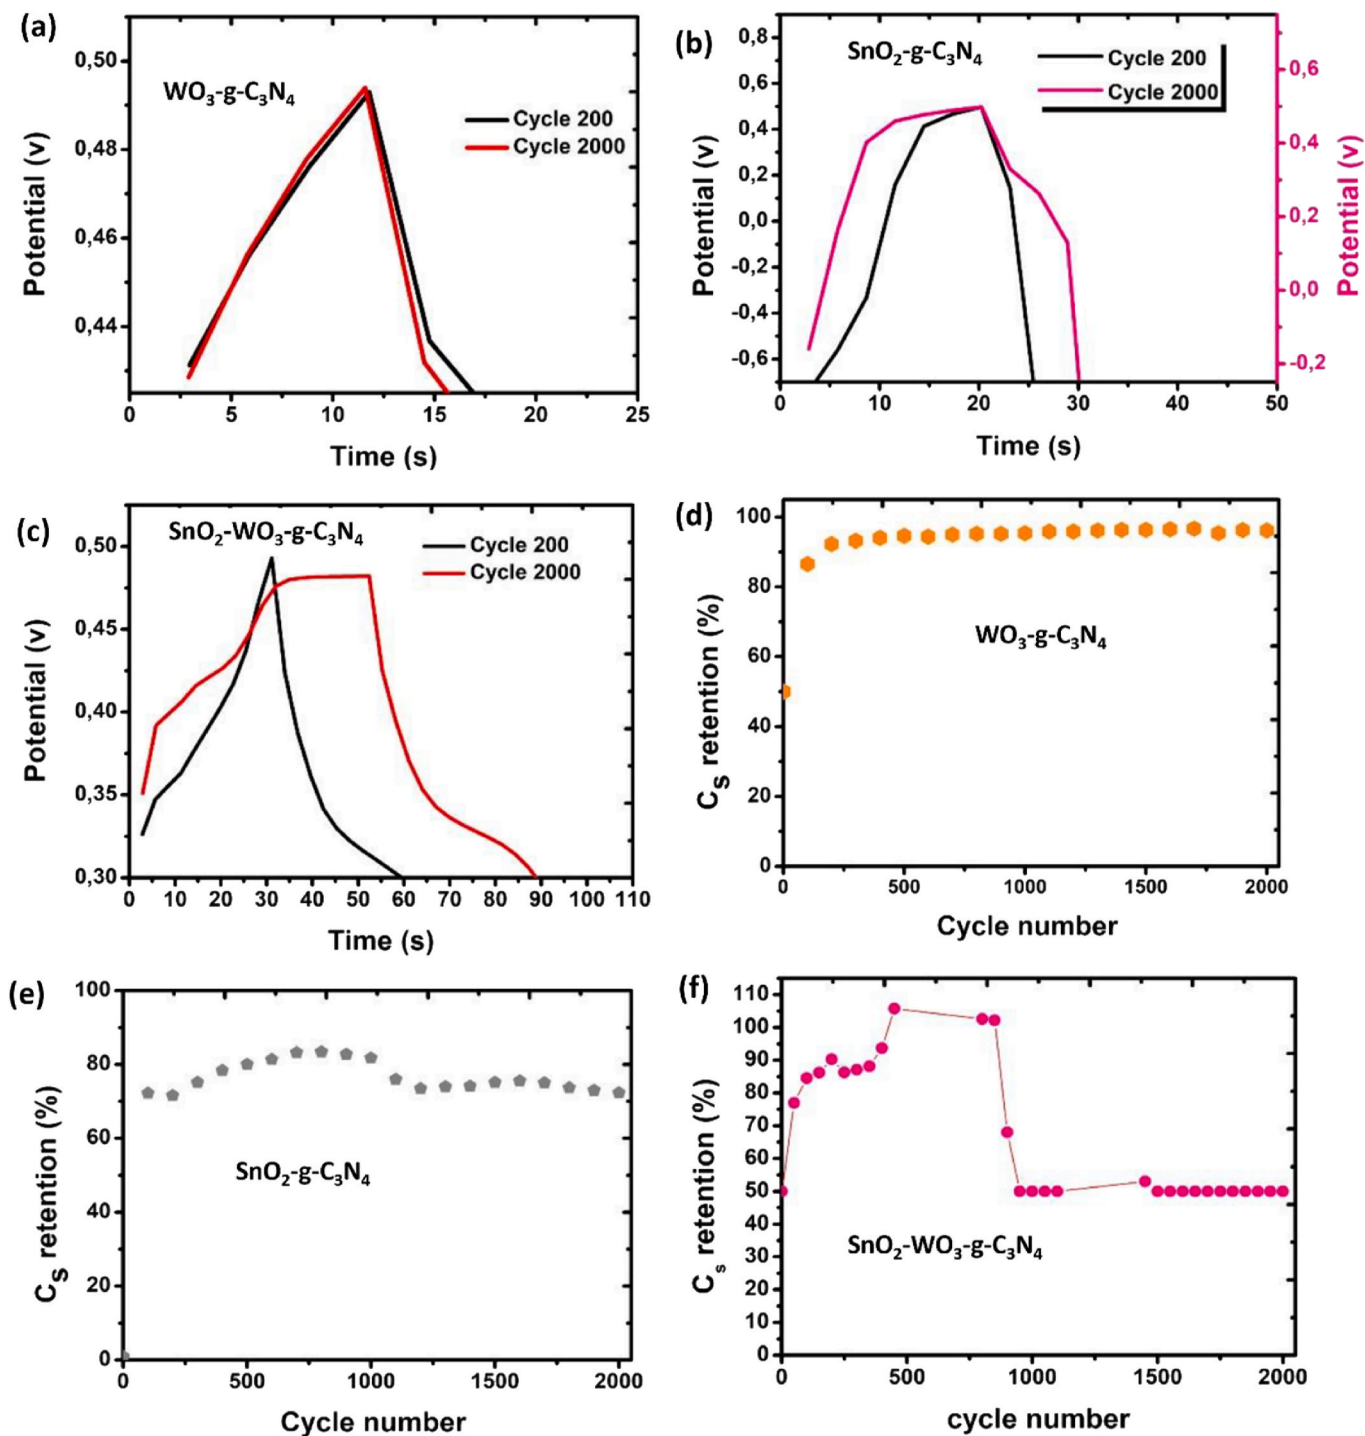 (a)
0,50
0,48
0,46
0,44
Potential (v)
WO₃-g-C₃N₄
Cycle 200
Cycle 2000
0 5 10 15 20 25
Time (s)
(b)
0,8
0,6
0,4
0,2
0,0
-0,2
-0,4
-0,6
Potential (v)
SnO₂-g-C₃N₄
Cycle 200
Cycle 2000
0,6
0,4
0,2
0,0
-0,2
Potential (v)
0 10 20 30 40 50
Time (s)
(c)
0,50
0,45
0,40
0,35
0,30
Potential (v)
SnO₂-WO₃-g-C₃N₄
Cycle 200
Cycle 2000
0 10 20 30 40 50 60 70 80 90 100 110
Time (s)
(d)
100
80
60
40
20
0
Cs retention (%)
WO₃-g-C₃N₄
0 500 1000 1500 2000
Cycle number
(e)
100
80
60
40
20
0
Cs retention (%)
SnO₂-g-C₃N₄
0 500 1000 1500 2000
Cycle number
(f)
110
100
90
80
70
60
50
40
30
20
10
0
Cs retention (%)
SnO₂-WO₃-g-C₃N₄
0 500 1000 1500 2000
cycle number